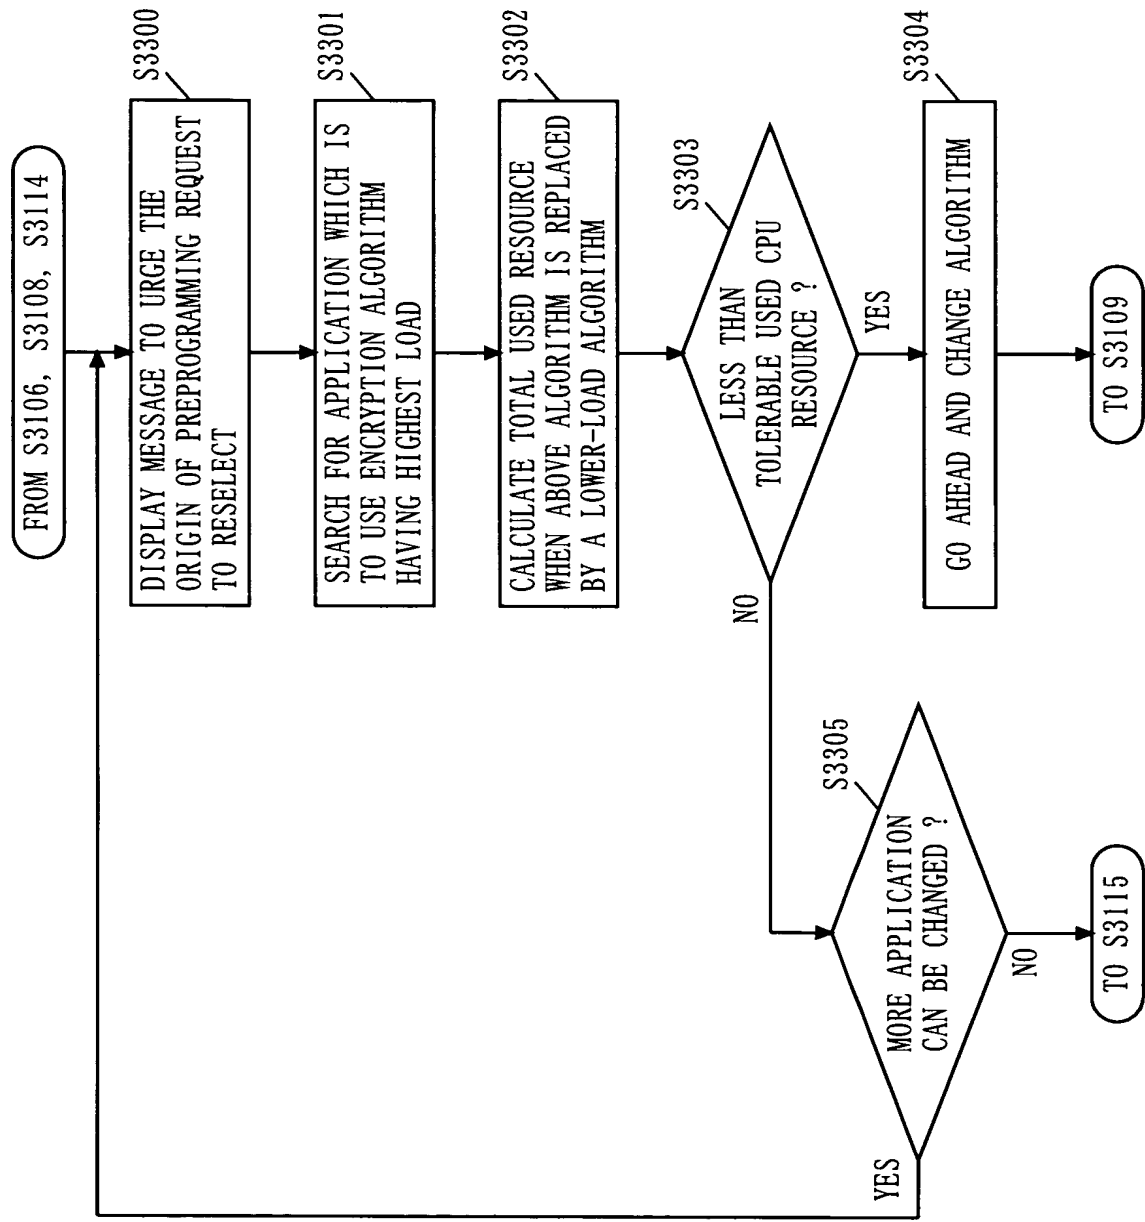 FROM S3106, S3108, S3114
S3300
DISPLAY MESSAGE TO URGE THE
ORIGIN OF PREPROGRAMMING REQUEST
TO RESELECT
S3301
SEARCH FOR APPLICATION WHICH IS
TO USE ENCRYPTION ALGORITHM
HAVING HIGHEST LOAD
S3302
CALCULATE TOTAL USED RESOURCE
WHEN ABOVE ALGORITHM IS REPLACED
BY A LOWER-LOAD ALGORITHM
S3303
LESS THAN
TOLERABLE USED CPU
RESOURCE ?
NO
YES
S3304
GO AHEAD AND CHANGE ALGORITHM
TO S3109
S3305
MORE APPLICATION
CAN BE CHANGED ?
YES
NO
TO S3115